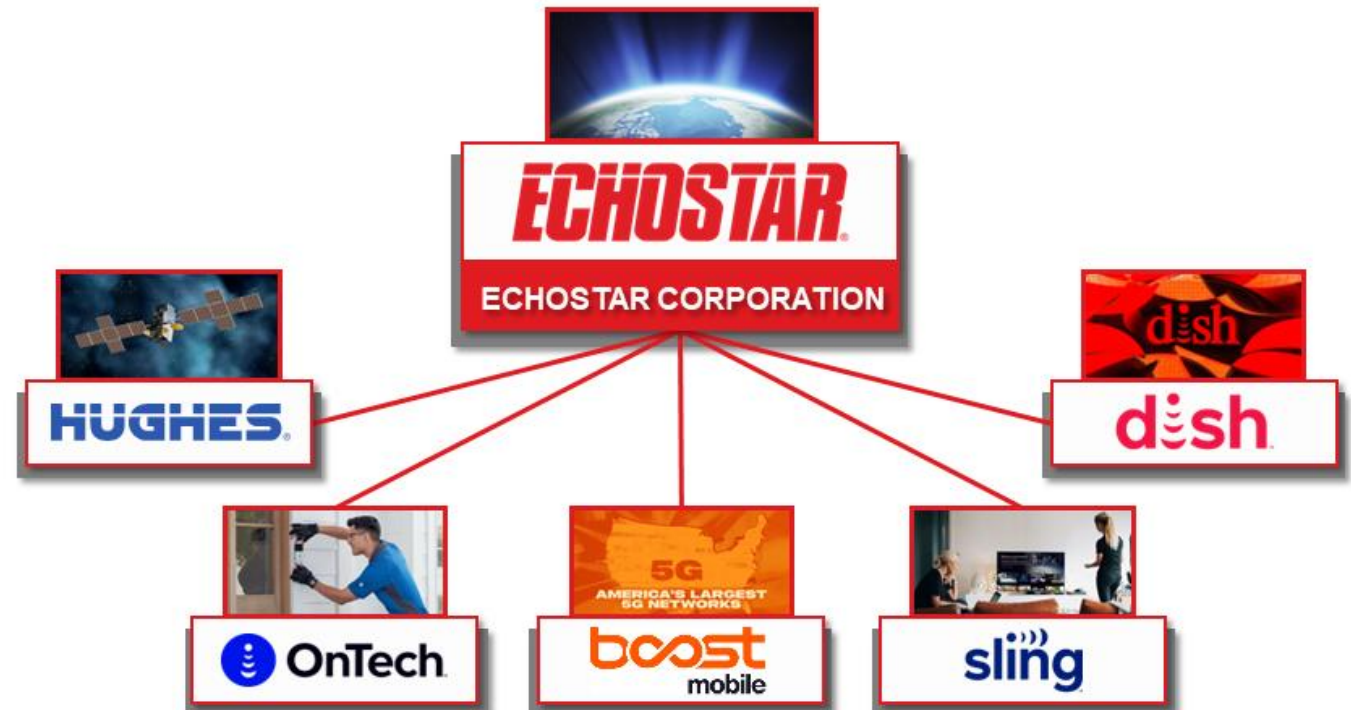 ECHOSTAR®
ECHOSTAR CORPORATION
HUGHES®
dish
dish
OnTech
5G
AMERICA'S LARGEST
5G NETWORKS
boost
mobile
sling